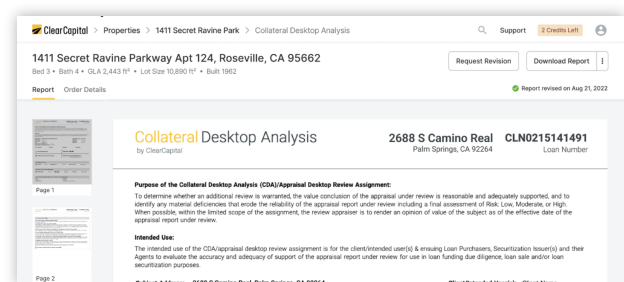 ClearCapital > Properties > 1411 Secret Ravine Park > Collateral Desktop Analysis Support 2 Credits Left
1411 Secret Ravine Parkway Apt 124, Roseville, CA 95662
Bed 3 • Bath 4 • GLA 2,443 ft² • Lot Size 10,890 ft² • Built 1962
Request Revision Download Report
Report Order Details Report revised on Aug 21, 2022
Collateral Desktop Analysis 2688 S Camino Real CLN0215141491
by ClearCapital Palm Springs, CA 92264 Loan Number
Purpose of the Collateral Desktop Analysis (CDA)/Appraisal Desktop Review Assignment:
To determine whether an additional review is warranted, the value conclusion of the appraisal under review is reasonable and adequately supported, and to
identify any material deficiencies that erode the reliability of the appraisal report under review including a final assessment of Risk: Low, Moderate, or High.
When possible, within the limited scope of the assignment, the review appraiser is to render an opinion of value of the subject as of the effective date of the
appraisal report under review.
Page 1
Intended Use:
The intended use of the CDA/appraisal desktop review assignment is for the client/intended user(s) & ensuing Loan Purchasers, Securitization Issuer(s) and their
Agents to evaluate the accuracy and adequacy of support of the appraisal report under review for use in loan funding due diligence, loan sale and/or loan
securitization purposes.
Page 2